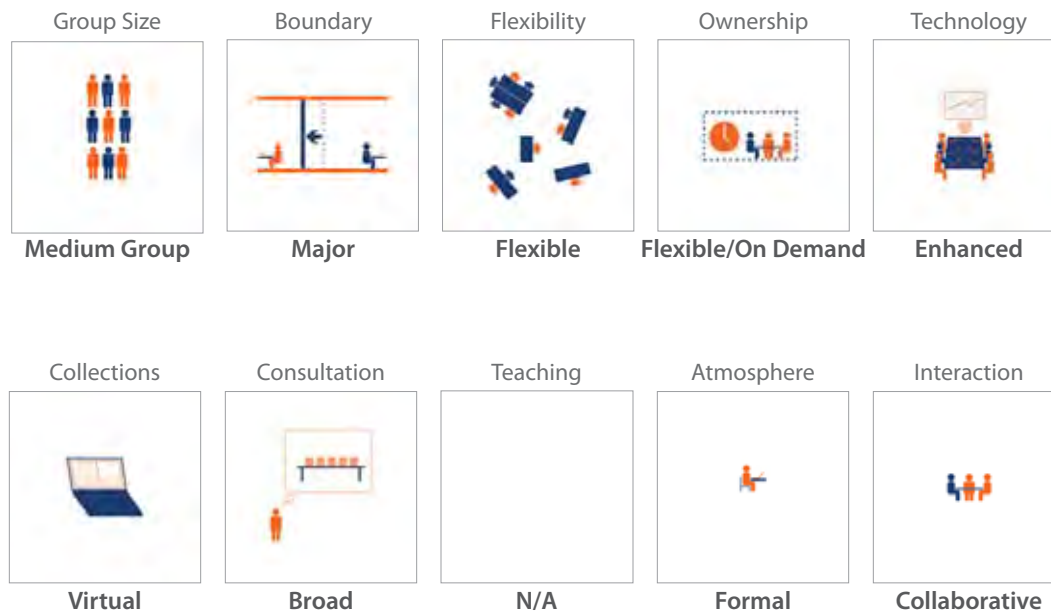 Group Size Boundary Flexibility Ownership Technology
Medium Group Major Flexible Flexible/On Demand Enhanced
Collections Consultation Teaching Atmosphere Interaction
Virtual Broad N/A Formal Collaborative